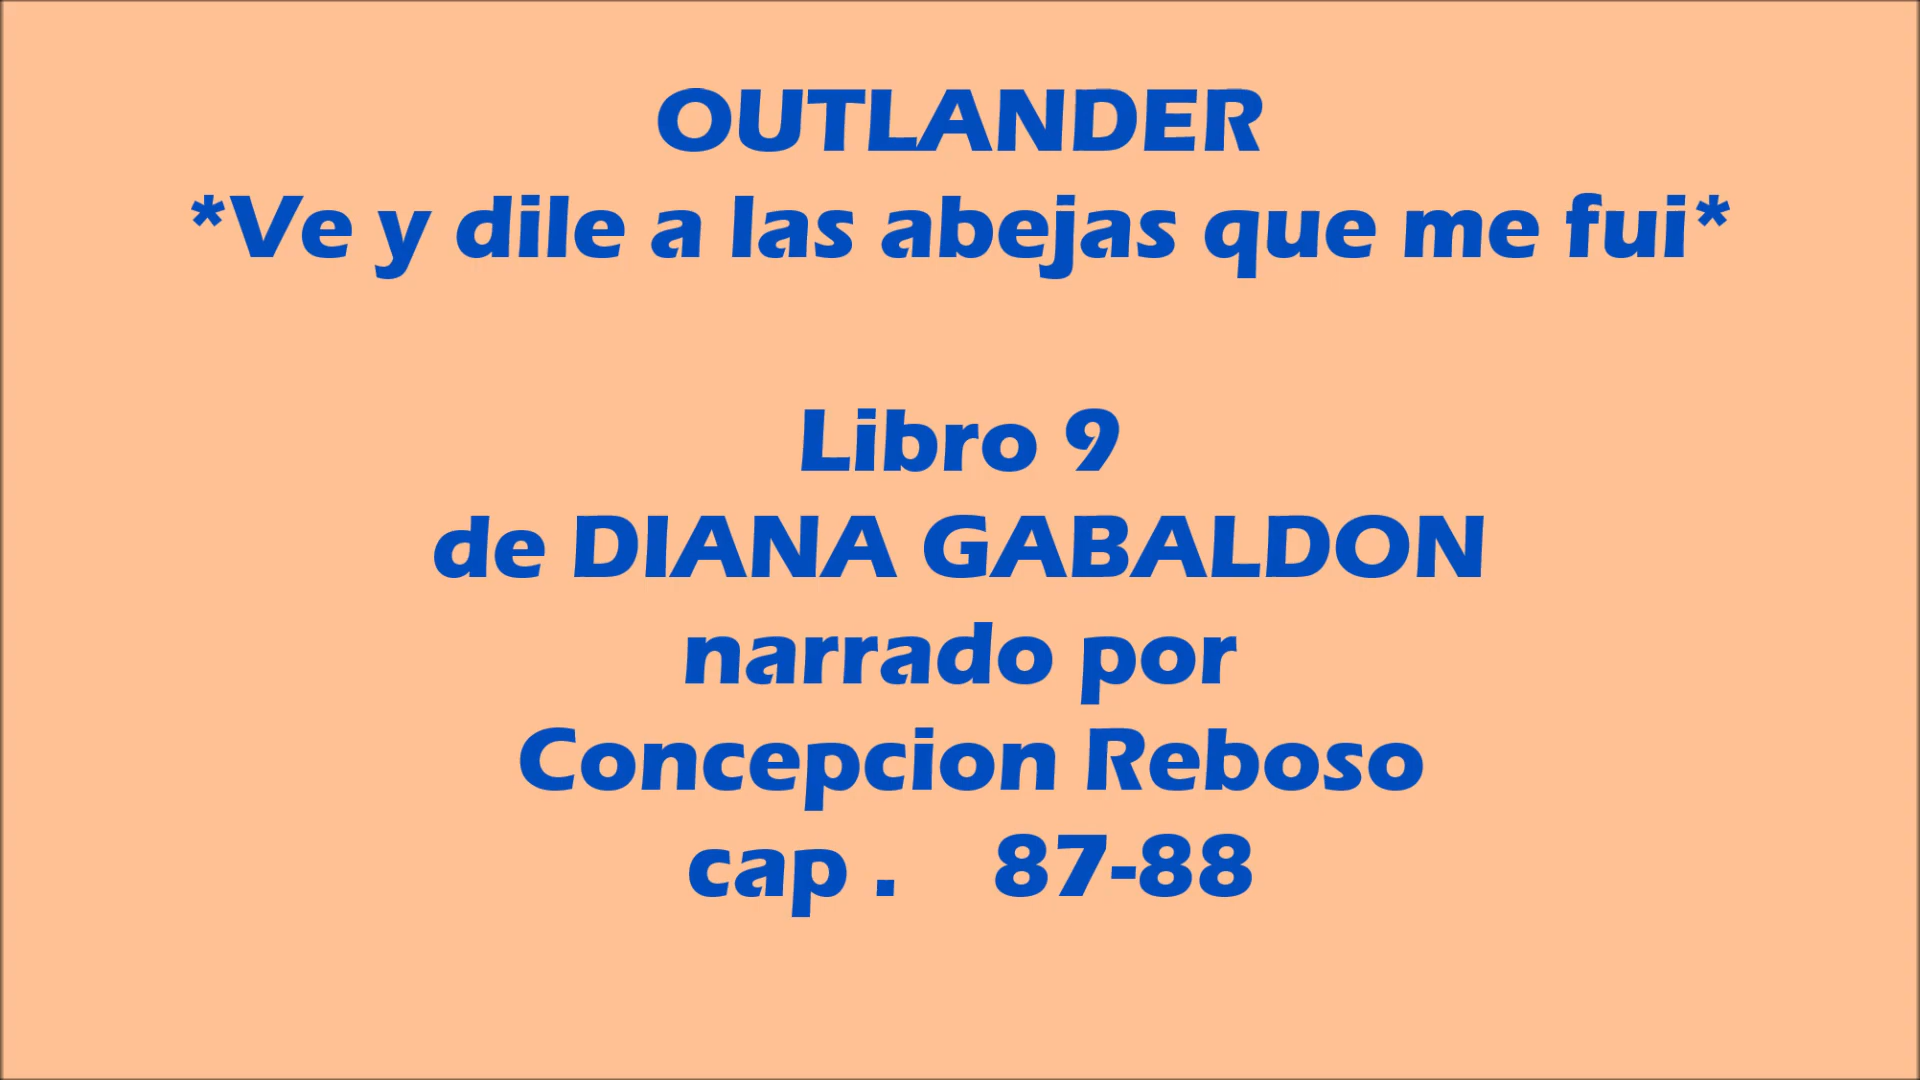 OUTLANDER
*Ve y dile a las abejas que me fui*
Libro 9
de DIANA GABALDON
narrado por
Concepcion Reboso
cap . 87-88